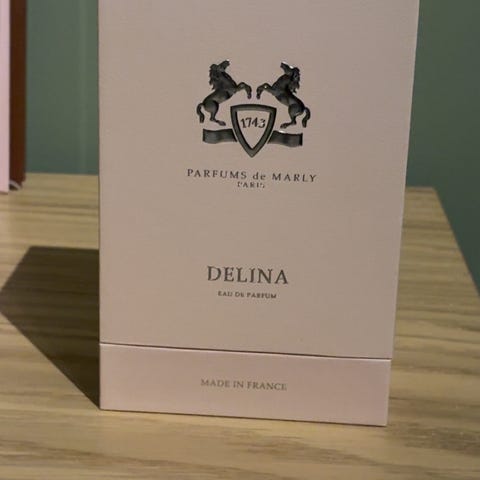 1743
PARFUMS de MARLY
PARIS
DELINA
EAU DE PARFUM
MADE IN FRANCE